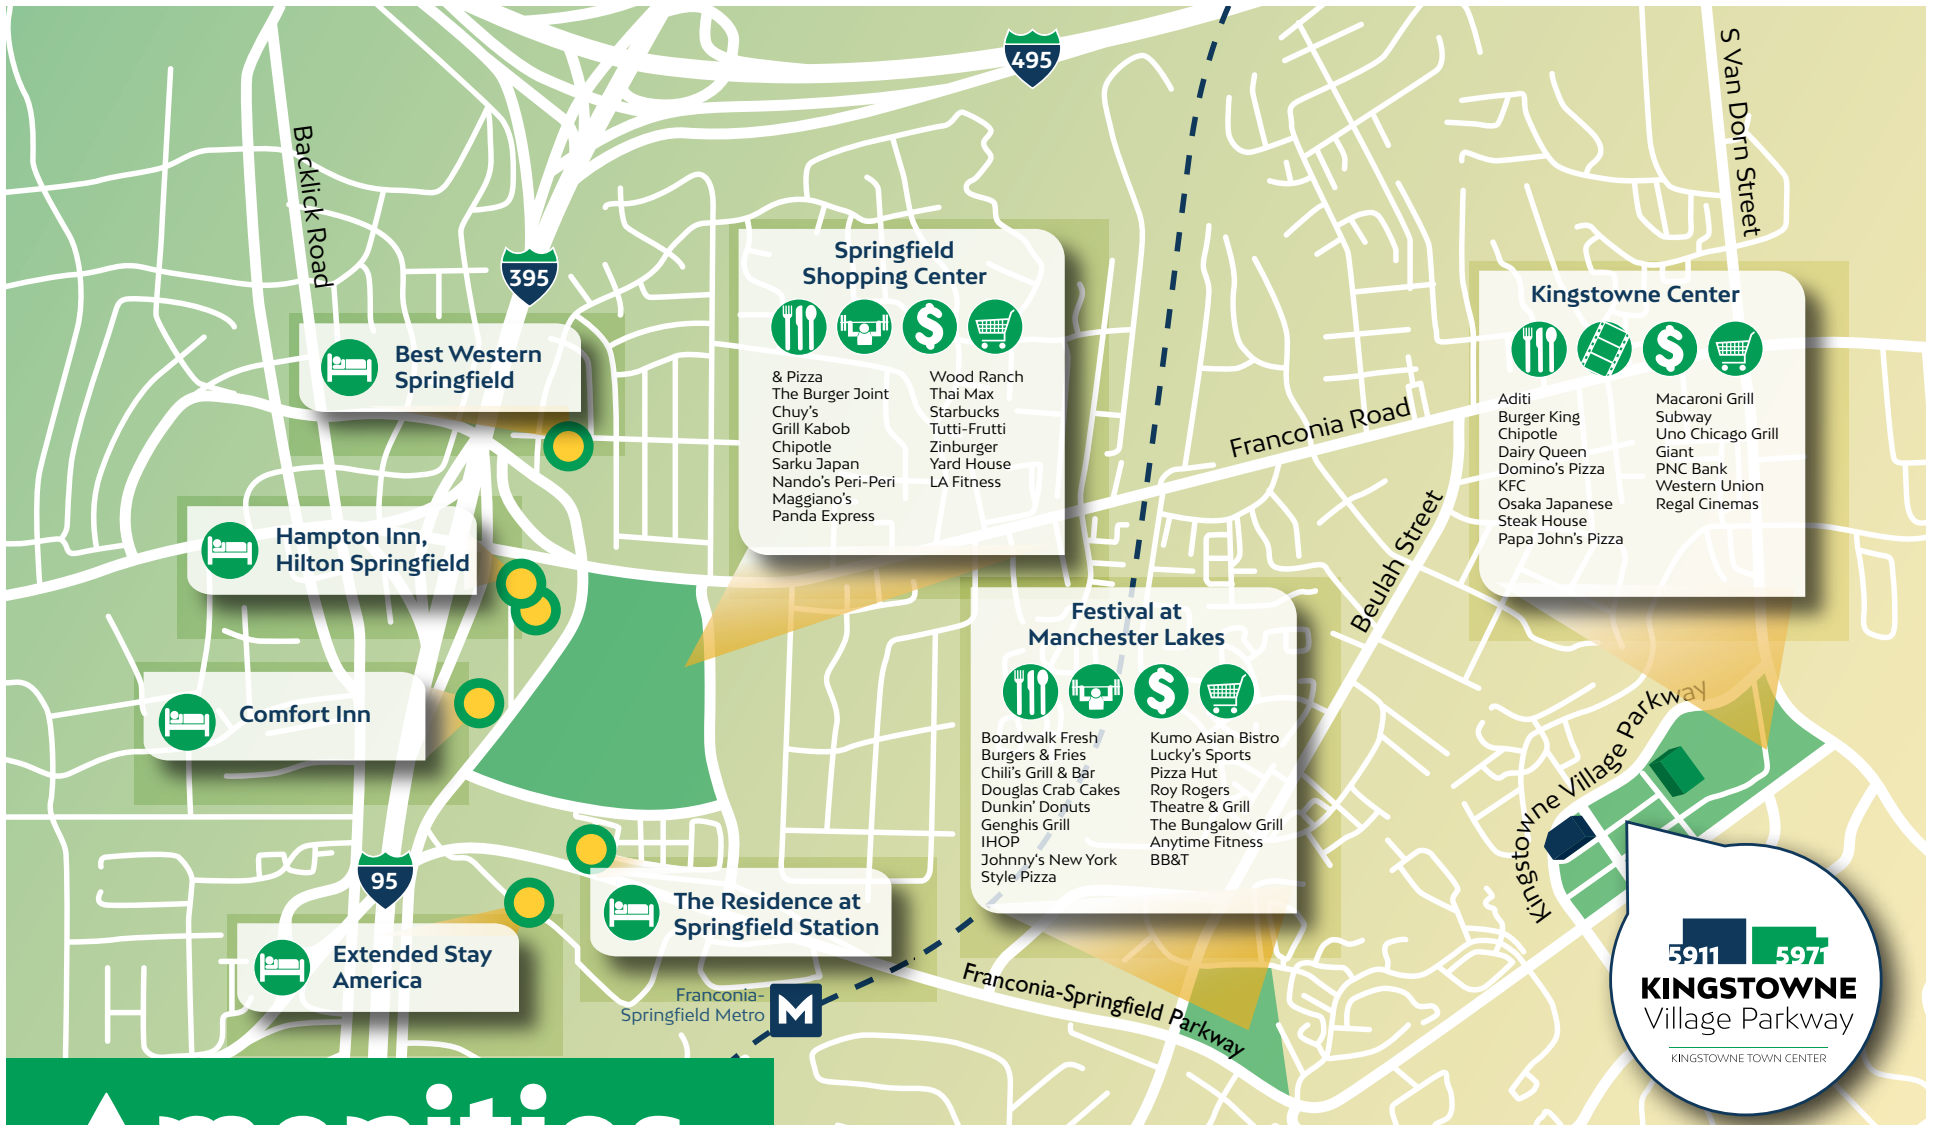 495
S Van Dorn Street
Backlick Road
395
Springfield
Shopping Center
& Pizza
The Burger Joint
Chuy's
Grill Kabob
Chipotle
Sarku Japan
Nando's Peri-Peri
Maggiano's
Panda Express
Wood Ranch
Thai Max
Starbucks
Tutti-Frutti
Zinburger
Yard House
LA Fitness
Kingstowne Center
Aditi
Burger King
Chipotle
Dairy Queen
Domino's Pizza
KFC
Osaka Japanese
Steak House
Papa John's Pizza
Macaroni Grill
Subway
Uno Chicago Grill
Giant
PNC Bank
Western Union
Regal Cinemas
Best Western
Springfield
Franconia Road
Hampton Inn,
Hilton Springfield
Beulah Street
Festival at
Manchester Lakes
Boardwalk Fresh
Burgers & Fries
Chili's Grill & Bar
Douglas Crab Cakes
Dunkin' Donuts
Genghis Grill
IHOP
Johnny's New York
Style Pizza
Kumo Asian Bistro
Lucky's Sports
Pizza Hut
Roy Rogers
Theatre & Grill
The Bungalow Grill
Anytime Fitness
BB&T
Comfort Inn
Kingstowne Village Parkway
95
The Residence at
Springfield Station
Extended Stay
America
Franconia-
Springfield Metro
M
Franconia-Springfield Parkway
5911 5971
KINGSTOWNE
Village Parkway
KINGSTOWNE TOWN CENTER
Amenities